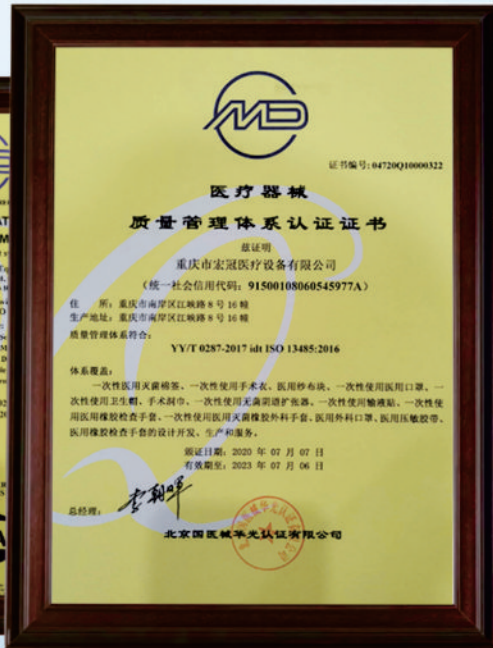 MD
证书编号: 04720Q10000322
医疗器械
质量管理体系认证证书
兹证明
重庆市宏冠医疗设备有限公司
(统一社会信用代码: 91500108060545977A)
住 所: 重庆市南岸区江峡路8号16幢
生产地址: 重庆市南岸区江峡路8号16幢
质量管理体系符合:
YY/T 0287-2017 idt ISO 13485:2016
体系覆盖:
一次性医用灭菌棉签、一次性使用手术衣、医用纱布块、一次性使用医用口罩、一
次性使用卫生帽、手术洞巾、一次性使用无菌阴道扩张器、一次性使用输液贴、一次性使
用医用橡胶检查手套、一次性使用医用灭菌橡胶外科手套、医用外科口罩、医用压敏胶带、
医用橡胶检查手套的设计开发、生产和服务。
颁证日期: 2020 年 07 月 07 日
有效期至: 2023 年 07 月 06 日
总经理:
北京国医械华光认证有限公司